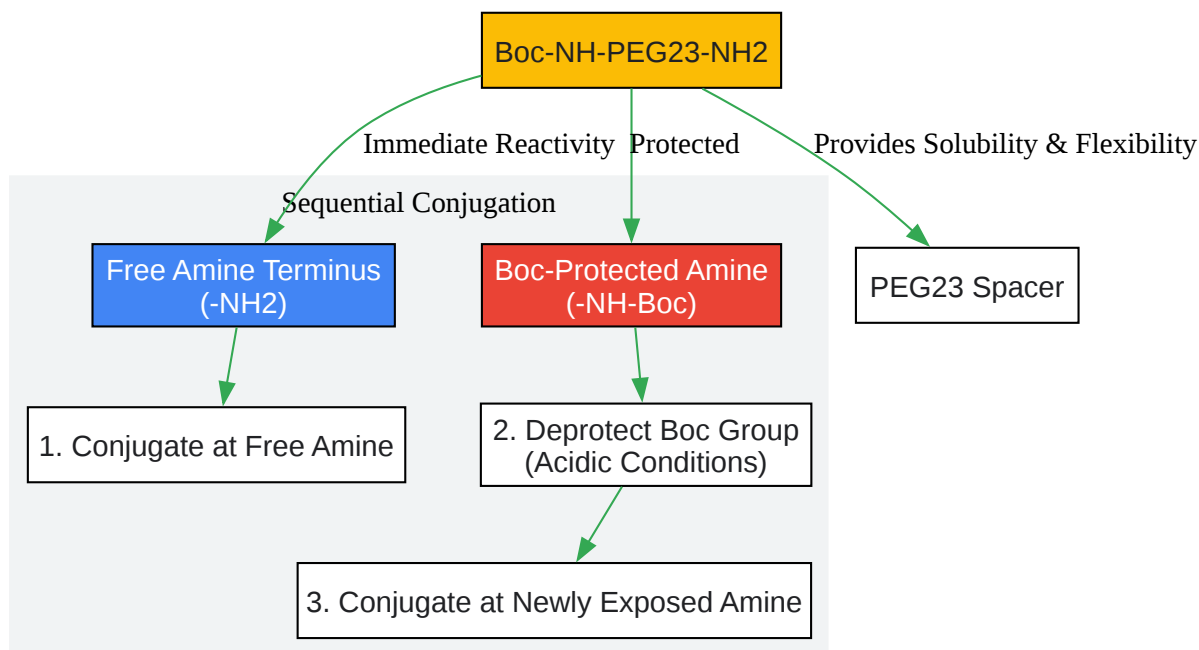 Boc-NH-PEG23-NH2
Immediate Reactivity
Protected
Provides Solubility & Flexibility
Sequential Conjugation
Free Amine Terminus
(-NH2)
Boc-Protected Amine
(-NH-Boc)
PEG23 Spacer
1. Conjugate at Free Amine
2. Deprotect Boc Group
(Acidic Conditions)
3. Conjugate at Newly Exposed Amine